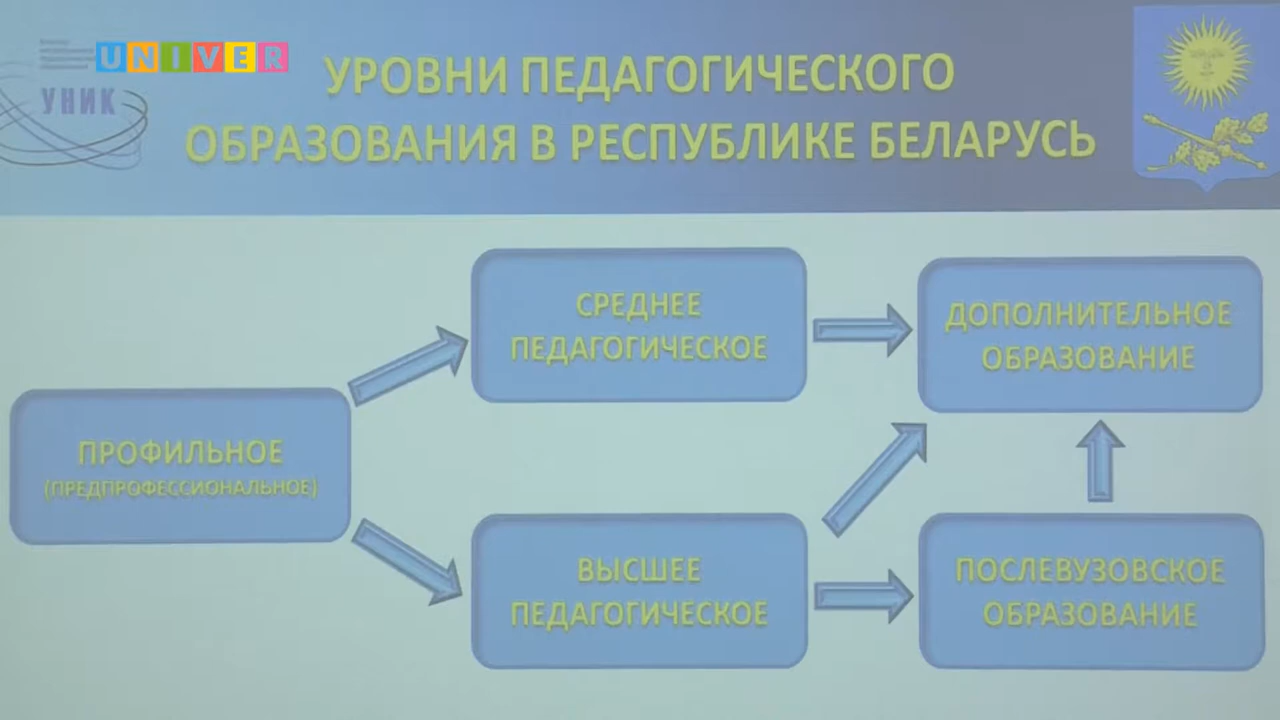 UNIVER
УНИК
УРОВНИ ПЕДАГОГИЧЕСКОГО
ОБРАЗОВАНИЯ В РЕСПУБЛИКЕ БЕЛАРУСЬ
СРЕДНЕЕ
ПЕДАГОГИЧЕСКОЕ
ДОПОЛНИТЕЛЬНОЕ
ОБРАЗОВАНИЕ
ПРОФИЛЬНОЕ
(ПРЕДПРОФЕССИОНАЛЬНОЕ)
ВЫСШЕЕ
ПЕДАГОГИЧЕСКОЕ
ПОСЛЕВУЗОВСКОЕ
ОБРАЗОВАНИЕ